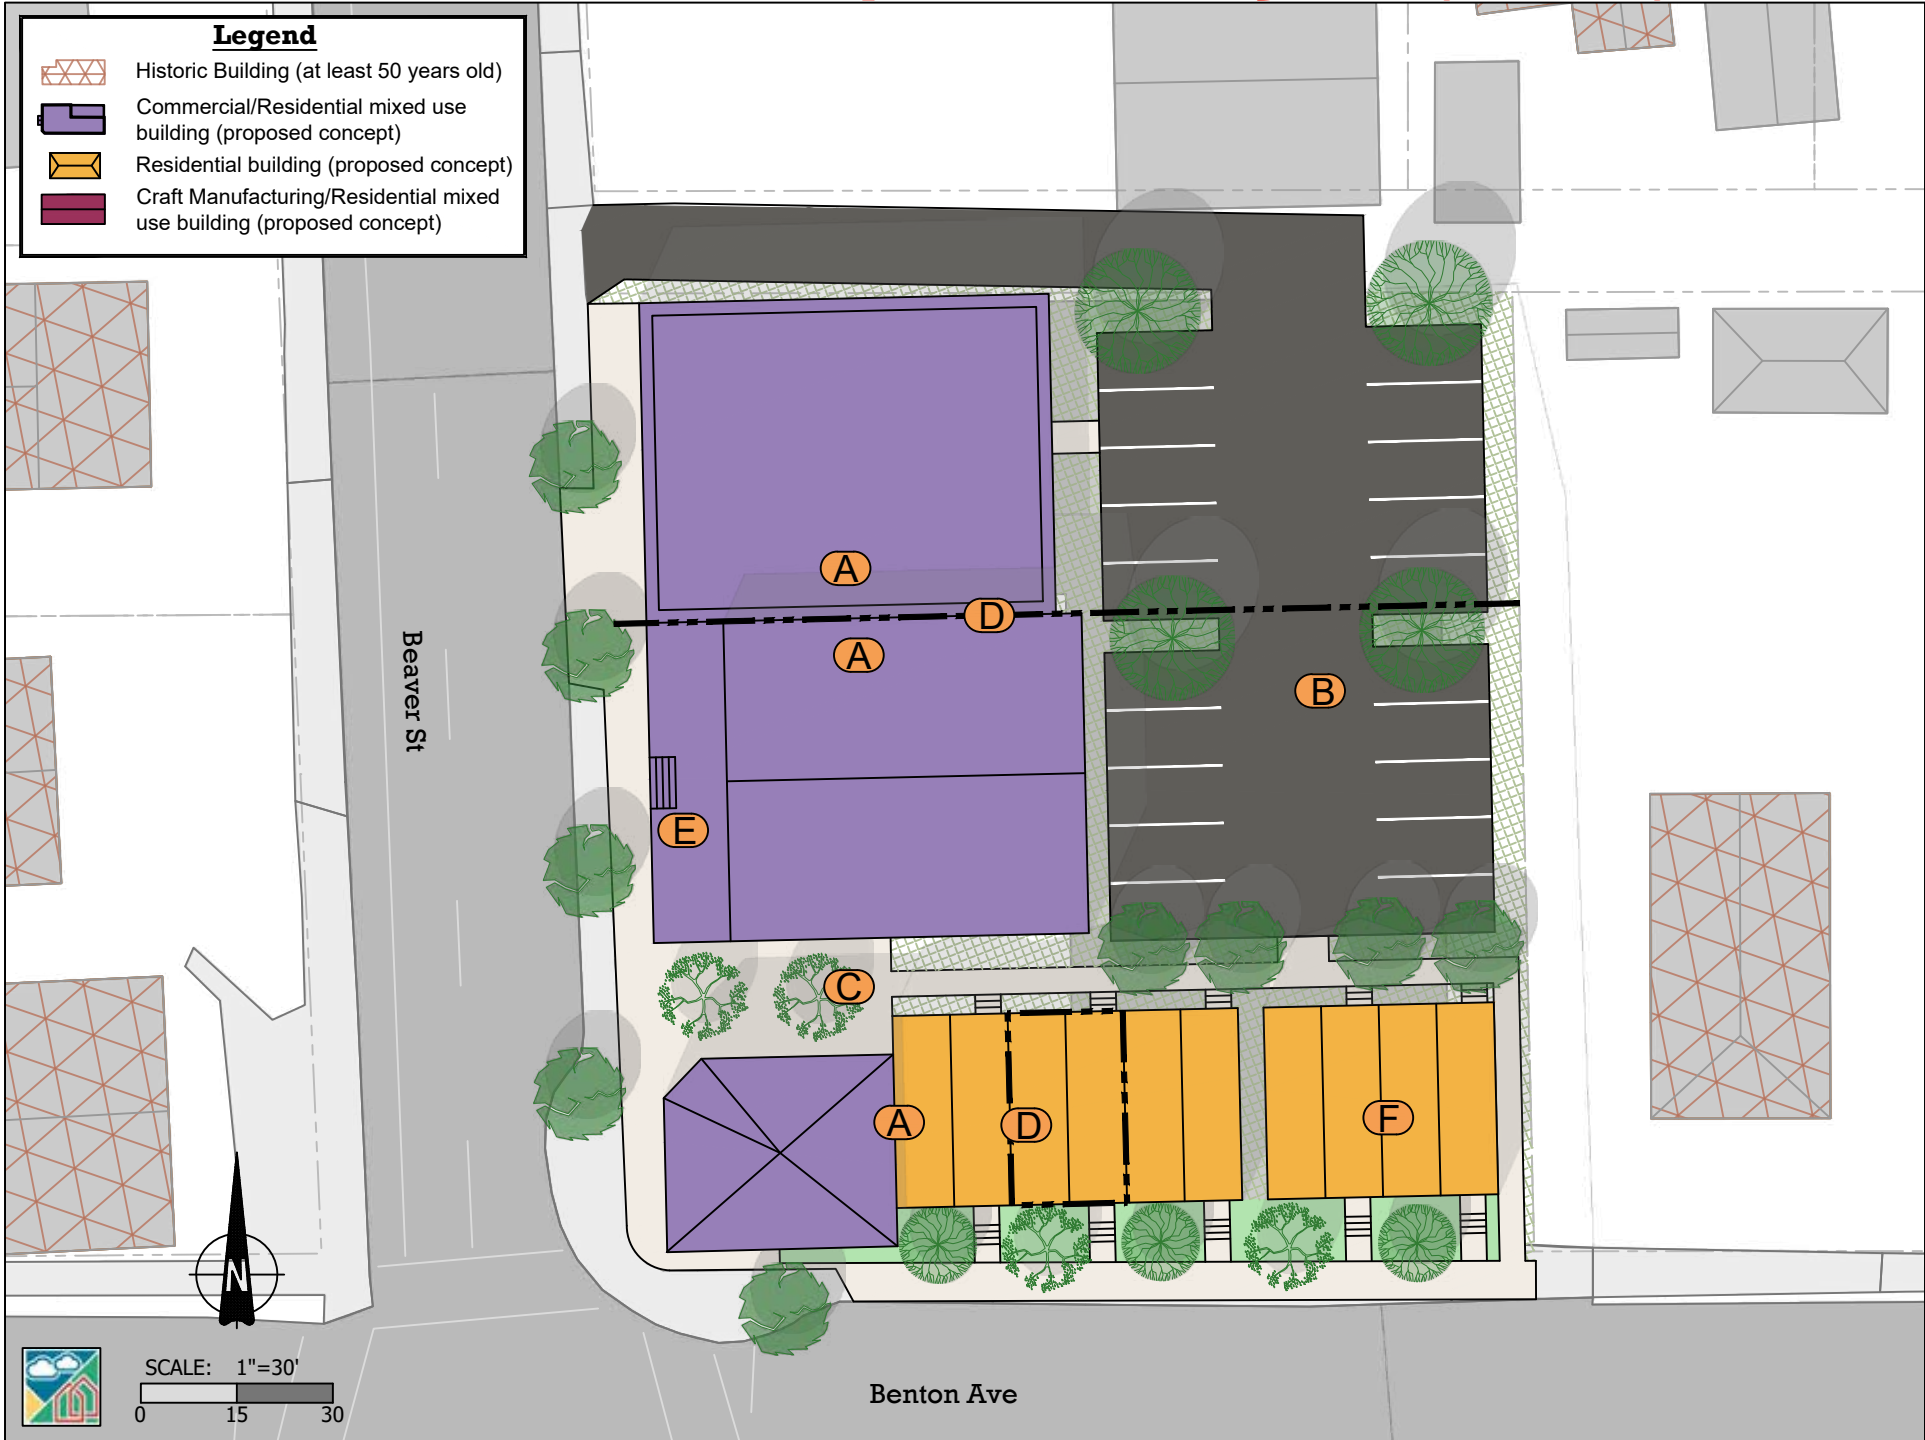 Legend
Historic Building (at least 50 years old)
Commercial/Residential mixed use
building (proposed concept)
Residential building (proposed concept)
Craft Manufacturing/Residential mixed
use building (proposed concept)
A
D
A
Beaver St
B
E
C
A
D
F
N
SCALE: 1"=30'
0 15 30
Benton Ave